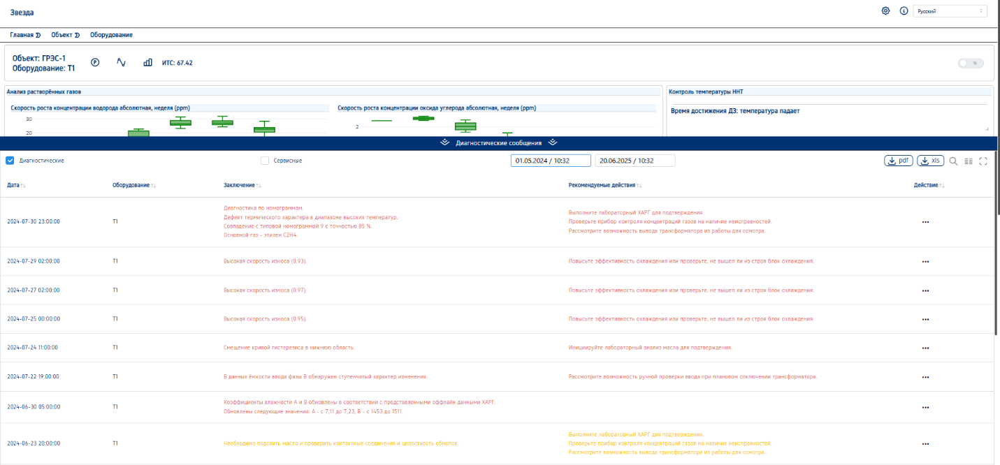 Звезда
Русский
Главная Объект Оборудование
Объект: ГРЭС-1
Оборудование: Т1
ИТС: 67.42
%
Анализ растворённых газов
Контроль температуры ННТ
Скорость роста концентрации водорода абсолютная, неделя (ppm)
Скорость роста концентрации оксида углерода абсолютная, неделя (ppm)
Время достижения ДЗ: температура падает
30
20
2
Диагностические сообщения
Диагностические
Сервисные
01.05.2024 / 10:32
20.06.2025 / 10:32
pdf
xls
Дата Оборудование Заключение Рекомендуемые действия Действие
2024-07-30 23:00:00
Т1
Диагностика по номограммам.
Дефект термического характера в диапазоне высоких температур.
Совпадение с типовой номограммой 9 с точностью 85 %.
Основной газ - этилен C2H4.
Выполните лабораторный ХАРГ для подтверждения.
Проверьте прибор контроля концентраций газов на наличие неисправностей.
Рассмотрите возможность вывода трансформатора из работы для осмотра.
•••
2024-07-29 02:00:00
Т1
Высокая скорость износа (0.93).
Повысьте эффективность охлаждения или проверьте, не вышел ли из строя блок охлаждения.
•••
2024-07-27 02:00:00
Т1
Высокая скорость износа (0.97).
Повысьте эффективность охлаждения или проверьте, не вышел ли из строя блок охлаждения.
•••
2024-07-25 00:00:00
Т1
Высокая скорость износа (0.95).
Повысьте эффективность охлаждения или проверьте, не вышел ли из строя блок охлаждения.
•••
2024-07-24 11:00:00
Т1
Смещение кривой гистерезиса в нижнюю область.
Инициируйте лабораторный анализ масла для подтверждения.
•••
2024-07-22 19:00:00
Т1
В данных ёмкости ввода фазы В обнаружен ступенчатый характер изменения.
Рассмотрите возможность ручной проверки ввода при плановом отключении трансформатора.
•••
2024-06-30 05:00:00
Т1
Коэффициенты влажности А и В обновлены в соответствии с представленными оффлайн данными ХАРГ.
Обновлены следующие значения: А - с 7,11 до 7,23, В - с 1453 до 1511.
•••
2024-06-23 20:00:00
Т1
Необходимо подслить масло и проверить контактные соединения и целостность обмоток.
Выполните лабораторный ХАРГ для подтверждения.
Проверьте прибор контроля концентраций газов на наличие неисправностей.
Рассмотрите возможность вывода трансформатора из работы для осмотра.
•••